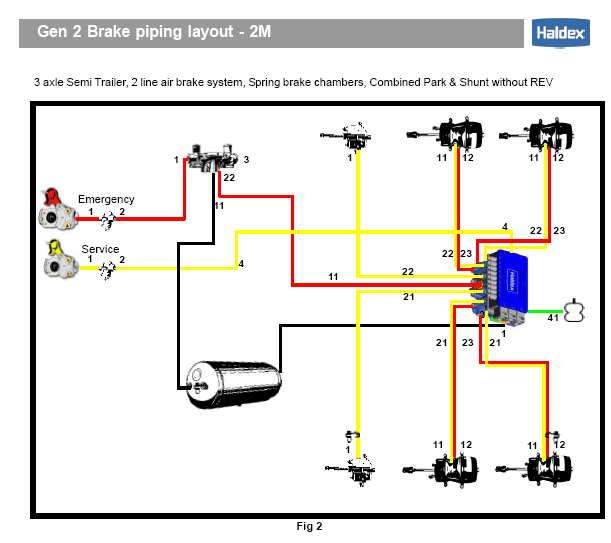 Gen 2 Brake piping layout - 2M
Haldex
3 axle Semi Trailer, 2 line air brake system, Spring brake chambers, Combined Park & Shunt without REV
1 11 12 11 12
1 3
22
Emergency
1 2
11
4 22 23
Service
1 2
22 23
4
11 22
Haldex
21
41
1
21 23 21
1 11 12 11 12
Fig 2